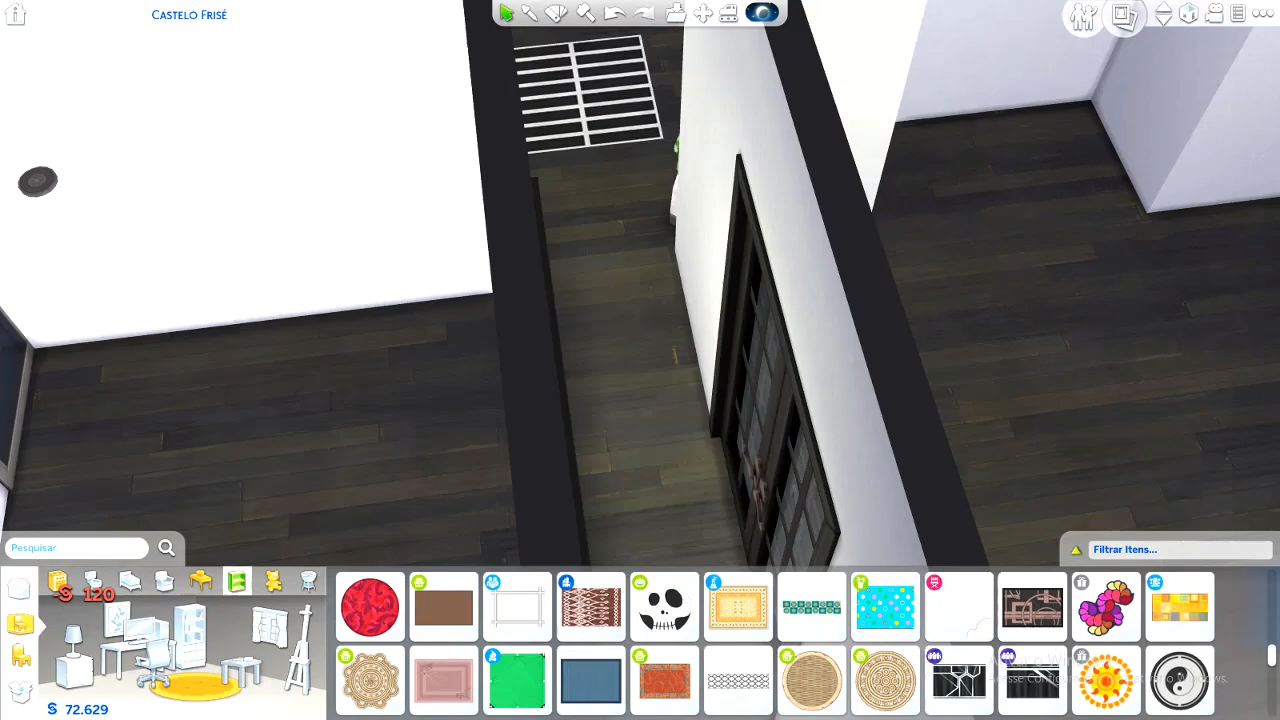 Castelo Frisé
Pesquisar
Filtrar Itens...
S 120
S 72.629